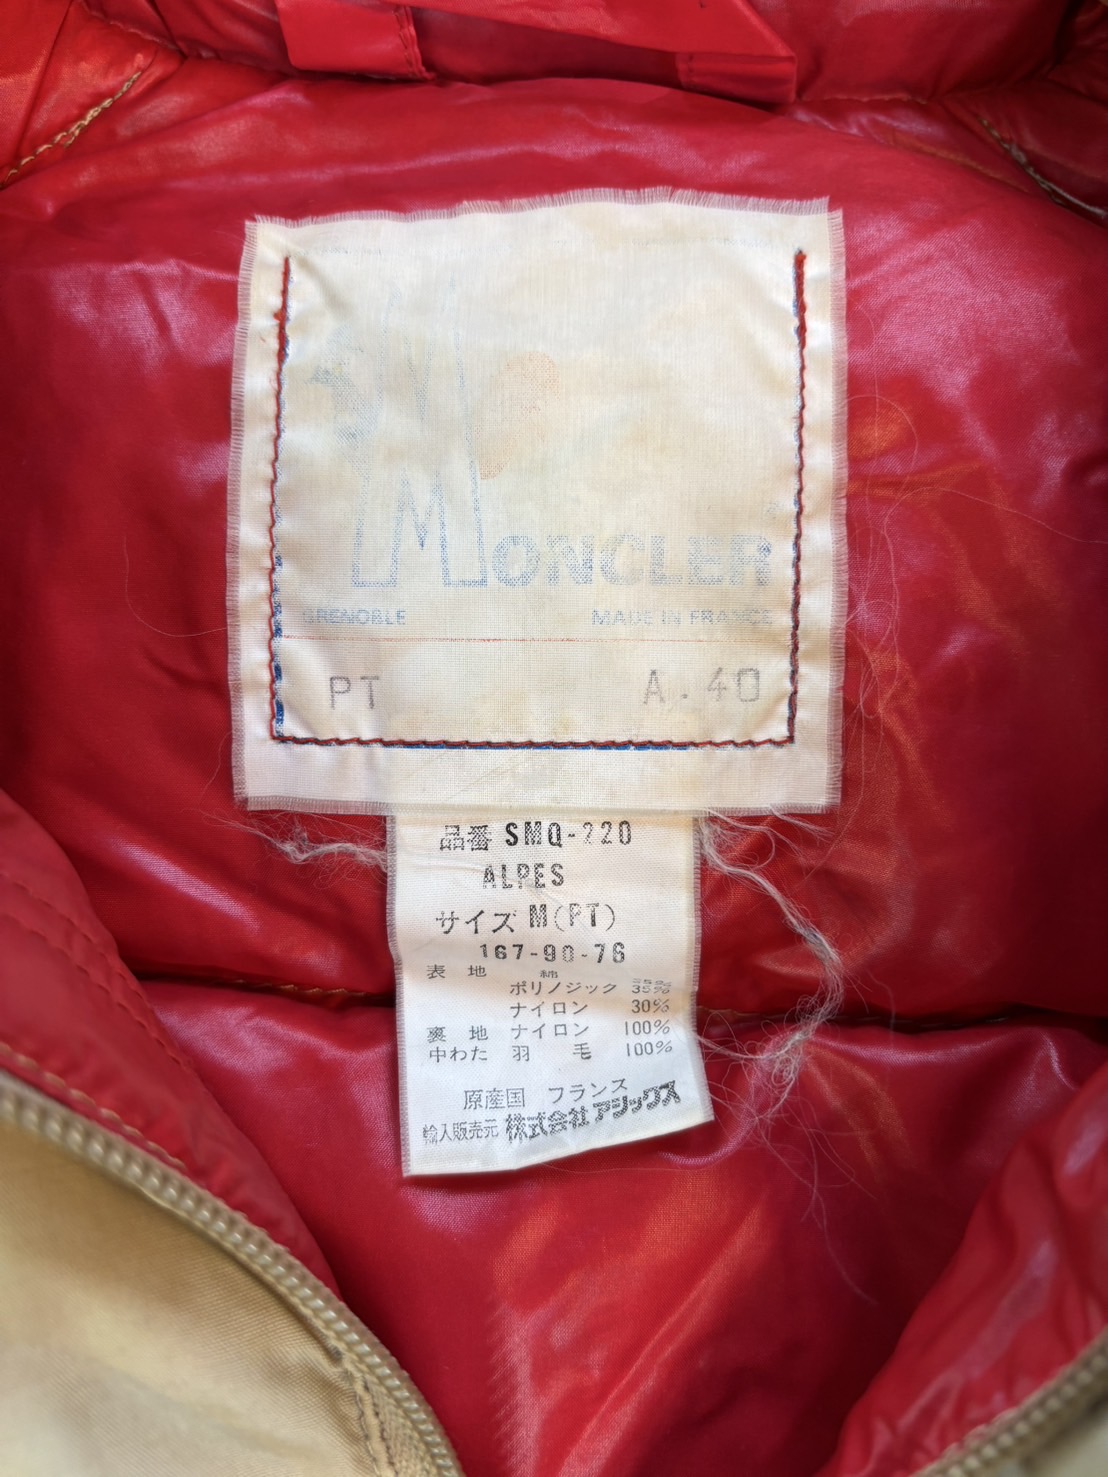 MONCLER
GRENOBLE MADE IN FRANCE
PT A.40
品番 SMQ-220
ALPES
サイズ M(PT)
167-90-76
表地 綿 35%
ポリノジック 35%
ナイロン 30%
裏地 ナイロン 100%
中わた 羽毛 100%
原産国 フランス
輸入販売元 株式会社アシックス